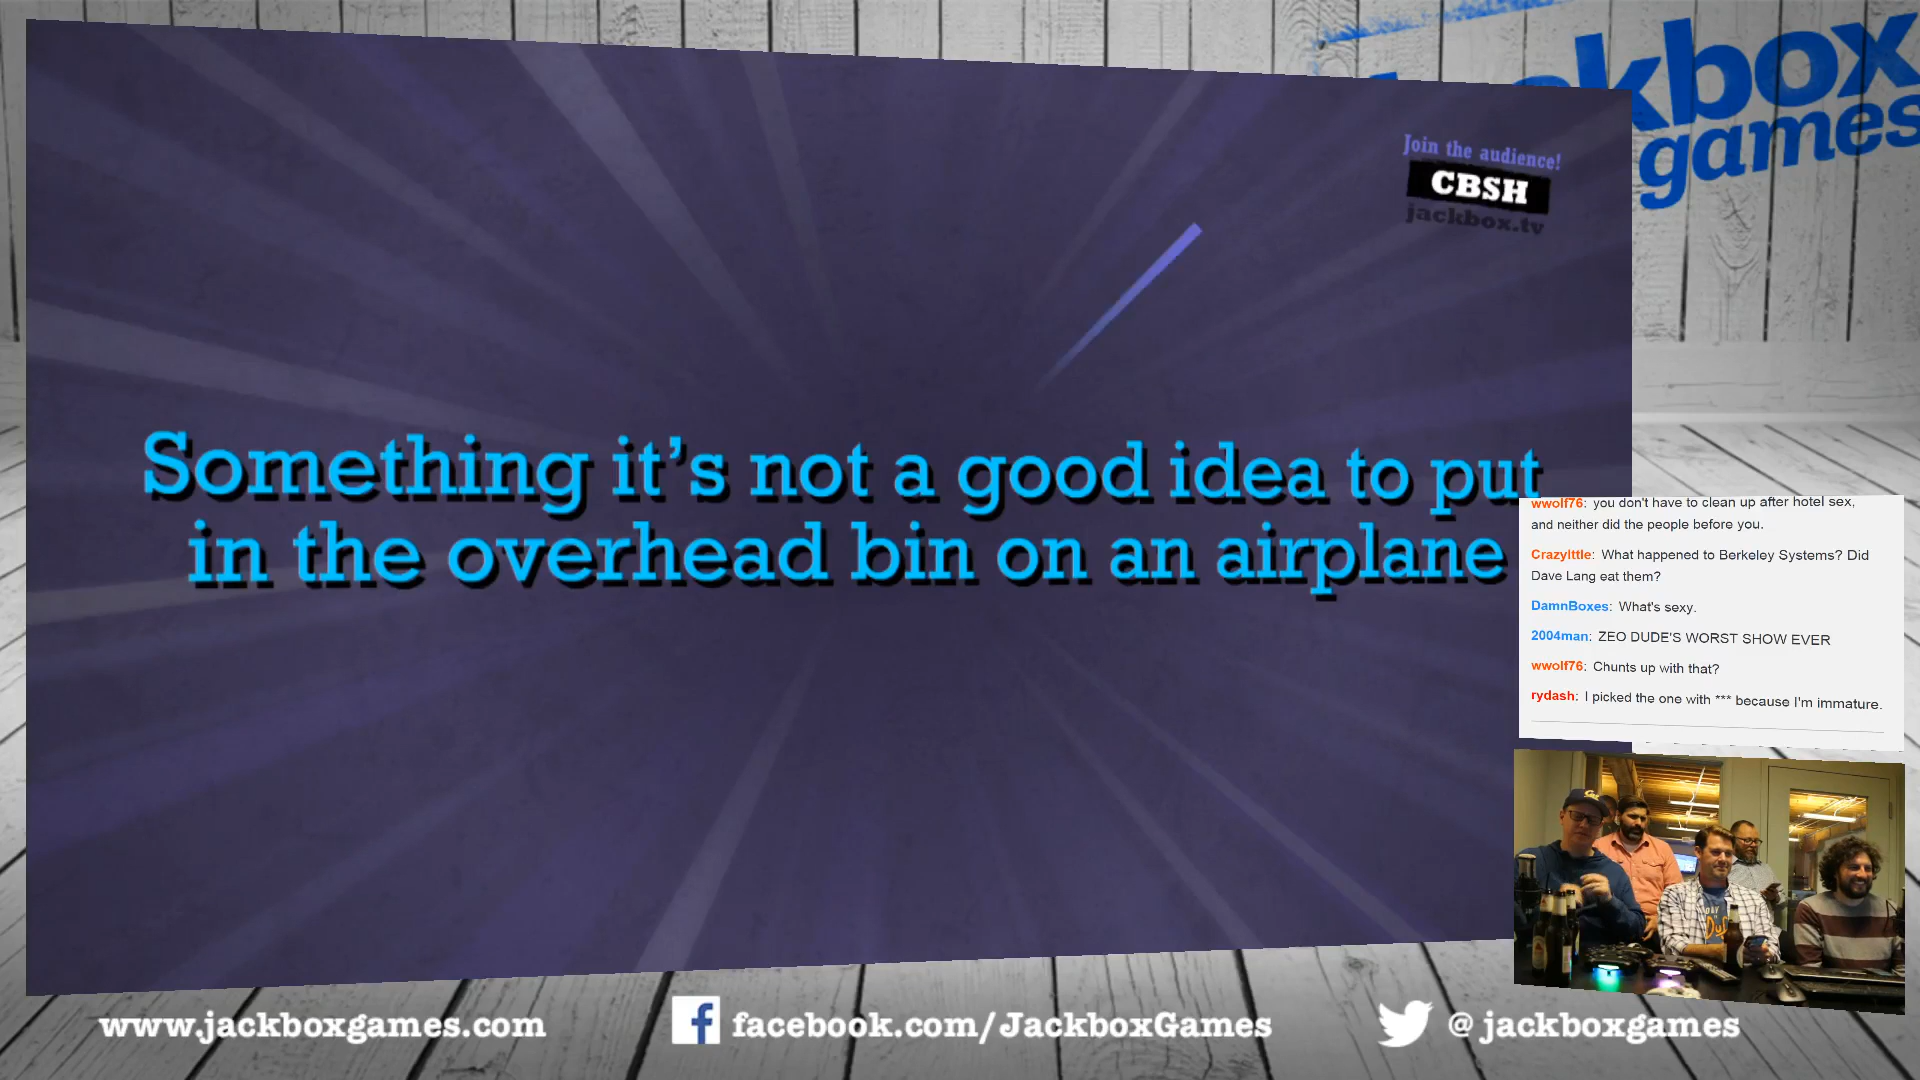 jackbox
games
Join the audience!
CBSH
jackbox.tv
Something it's not a good idea to put
in the overhead bin on an airplane
wwolf76: you don't have to clean up after hotel sex,
and neither did the people before you.
Crazylttle: What happened to Berkeley Systems? Did
Dave Lang eat them?
DamnBoxes: What's sexy.
2004man: ZEO DUDE'S WORST SHOW EVER
wwolf76: Chunts up with that?
rydash: I picked the one with *** because I'm immature.
www.jackboxgames.com
facebook.com/JackboxGames
@jackboxgames